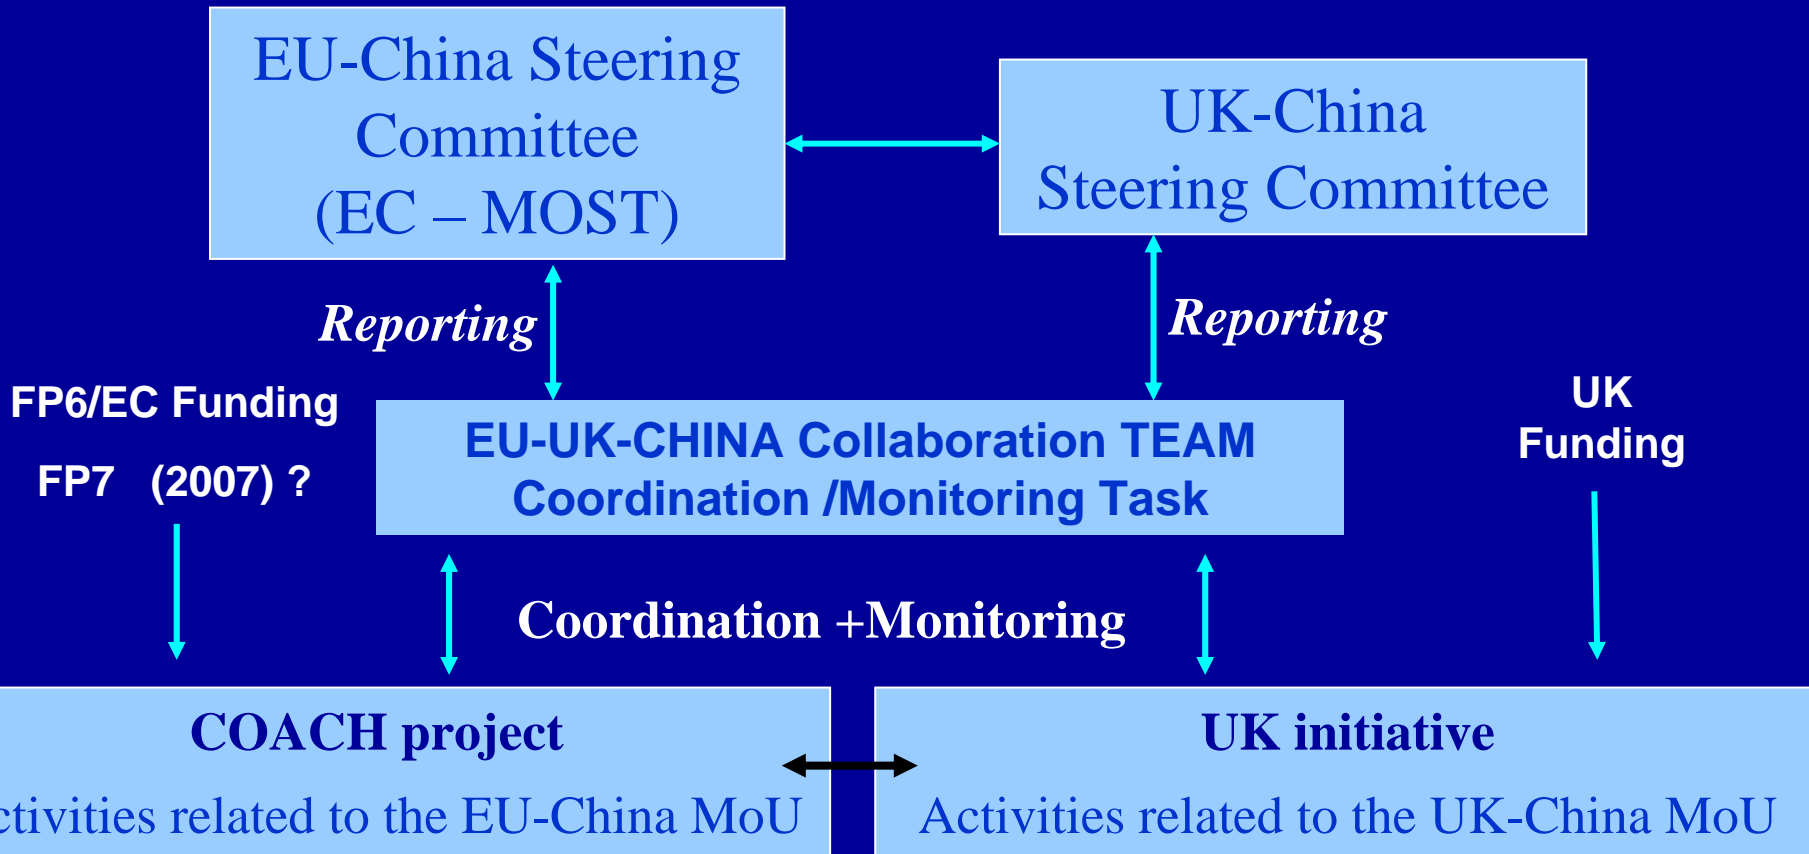 EU-China Steering
Committee
(EC – MOST)
UK-China
Steering Committee
Reporting
Reporting
FP6/EC Funding
FP7 (2007) ?
UK
Funding
EU-UK-CHINA Collaboration TEAM
Coordination /Monitoring Task
Coordination +Monitoring
COACH project
ctivities related to the EU-China MoU
UK initiative
Activities related to the UK-China MoU